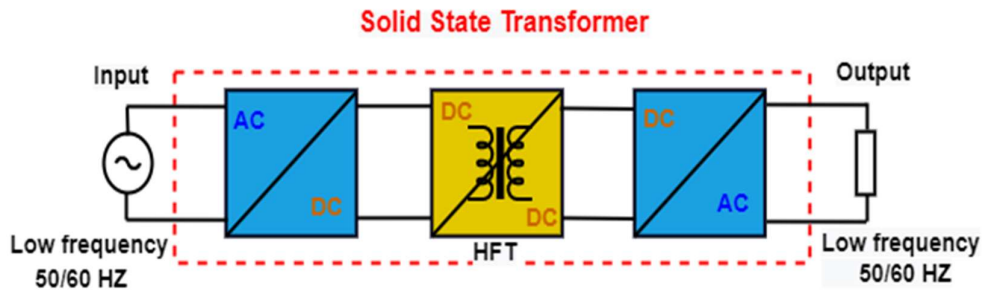 Solid State Transformer
Input
Output
AC
DC
DC
DC
DC
AC
HFT
Low frequency
50/60 HZ
Low frequency
50/60 HZ